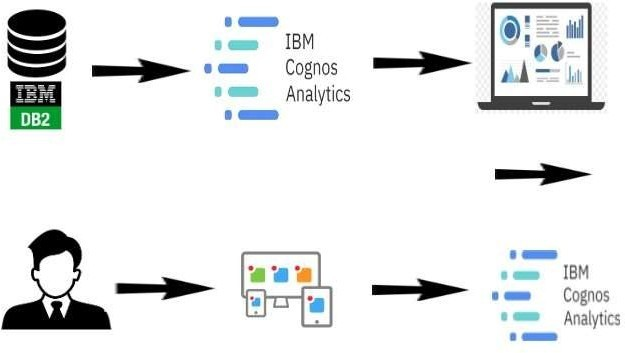 IBM
Cognos
Analytics
IBM
DB2
IBM
Cognos
Analytics